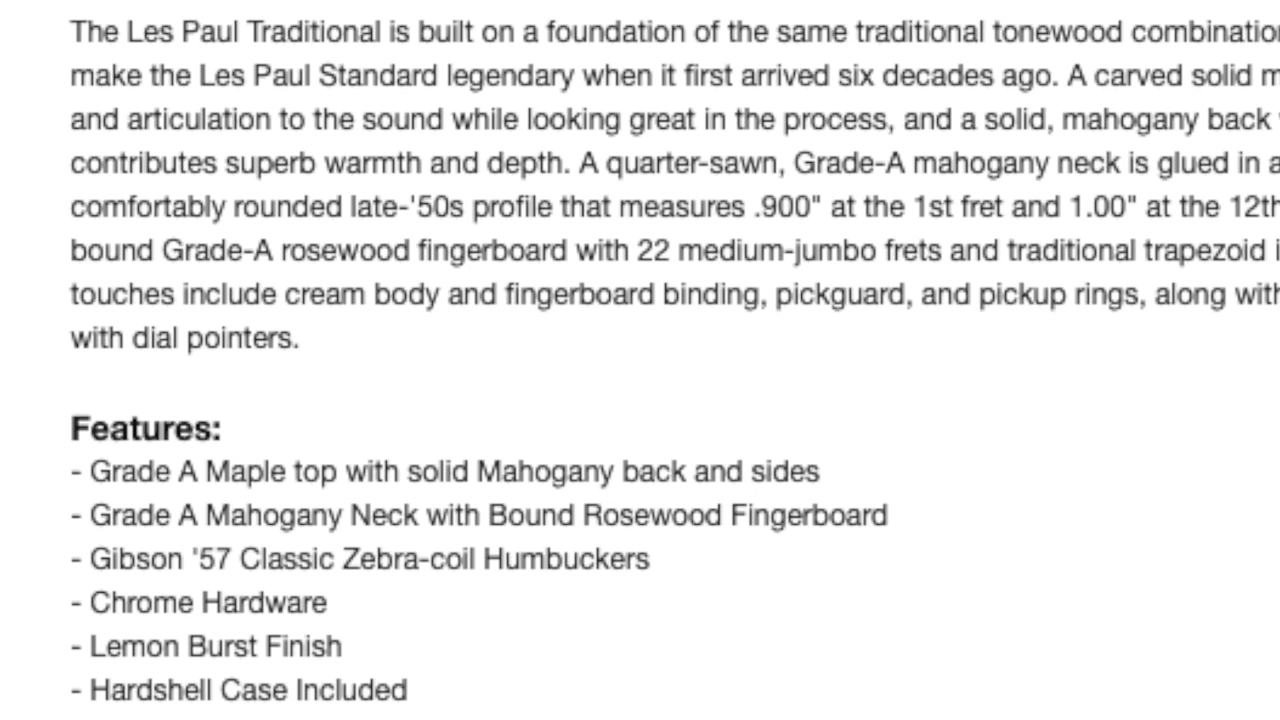 The Les Paul Traditional is built on a foundation of the same traditional tonewood combination
make the Les Paul Standard legendary when it first arrived six decades ago. A carved solid
and articulation to the sound while looking great in the process, and a solid, mahogany back
contributes superb warmth and depth. A quarter-sawn, Grade-A mahogany neck is glued in
comfortably rounded late-'50s profile that measures .900" at the 1st fret and 1.00" at the 12th
bound Grade-A rosewood fingerboard with 22 medium-jumbo frets and traditional trapezoid
touches include cream body and fingerboard binding, pickguard, and pickup rings, along with
with dial pointers.
Features:
- Grade A Maple top with solid Mahogany back and sides
- Grade A Mahogany Neck with Bound Rosewood Fingerboard
- Gibson '57 Classic Zebra-coil Humbuckers
- Chrome Hardware
- Lemon Burst Finish
- Hardshell Case Included